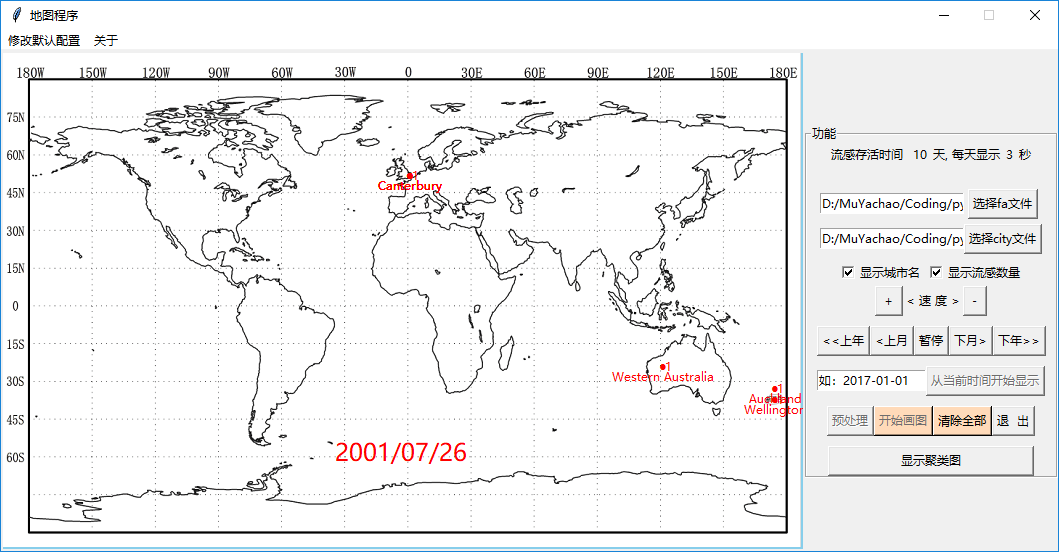 地图程序
修改默认配置 关于
180W 150W 120W 90W 60W 30W 0 30E 60E 90E 120E 150E 180E
75N
60N
45N
30N
15N
0
15S
30S
45S
60S
Canterbury
1
Western Australia
1
Auckland
Wellington
2001/07/26
功能
流感存活时间 10 天, 每天显示 3 秒
D:/MuYachao/Coding/py 选择fa文件
D:/MuYachao/Coding/py 选择city文件
显示城市名 显示流感数量
+ < 速 度 > -
<<上年 <上月 暂停 下月> 下年>>
如: 2017-01-01 从当前时间开始显示
预处理 开始画图 清除全部 退 出
显示聚类图